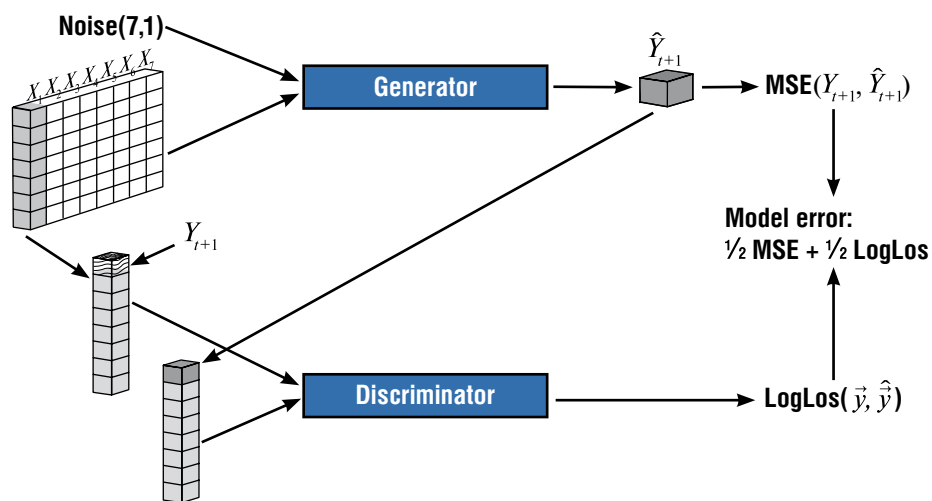 Noise(7,1)
X₁ X₂ X₃ X₄ X₅ X₆ X₇
Generator
Ŷₜ₊₁
MSE(Yₜ₊₁, Ŷₜ₊₁)
Model error:
½ MSE + ½ LogLos
Yₜ₊₁
Discriminator
LogLos(y⃗, ŷ⃗)